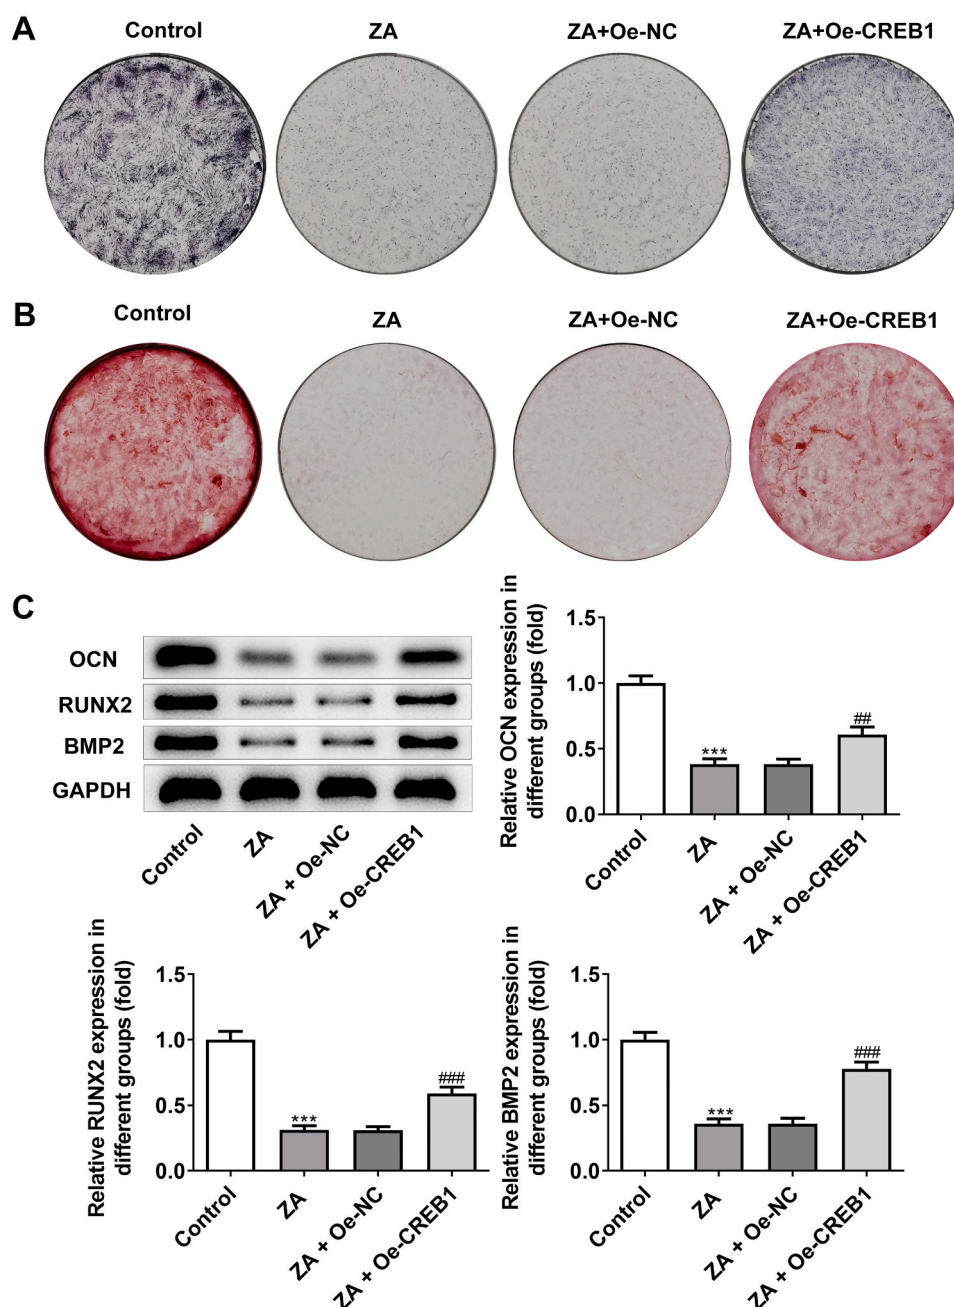 A
Control
ZA
ZA+Oe-NC
ZA+Oe-CREB1
B
Control
ZA
ZA+Oe-NC
ZA+Oe-CREB1
C
OCN
RUNX2
BMP2
GAPDH
Control
ZA
ZA + Oe-NC
ZA + Oe-CREB1
Relative OCN expression in
different groups (fold)
1.5
1.0
0.5
0.0
***
##
Control
ZA
ZA + Oe-NC
ZA + Oe-CREB1
Relative RUNX2 expression in
different groups (fold)
1.5
1.0
0.5
0.0
***
###
Control
ZA
ZA + Oe-NC
ZA + Oe-CREB1
Relative BMP2 expression in
different groups (fold)
1.5
1.0
0.5
0.0
***
###
Control
ZA
ZA + Oe-NC
ZA + Oe-CREB1